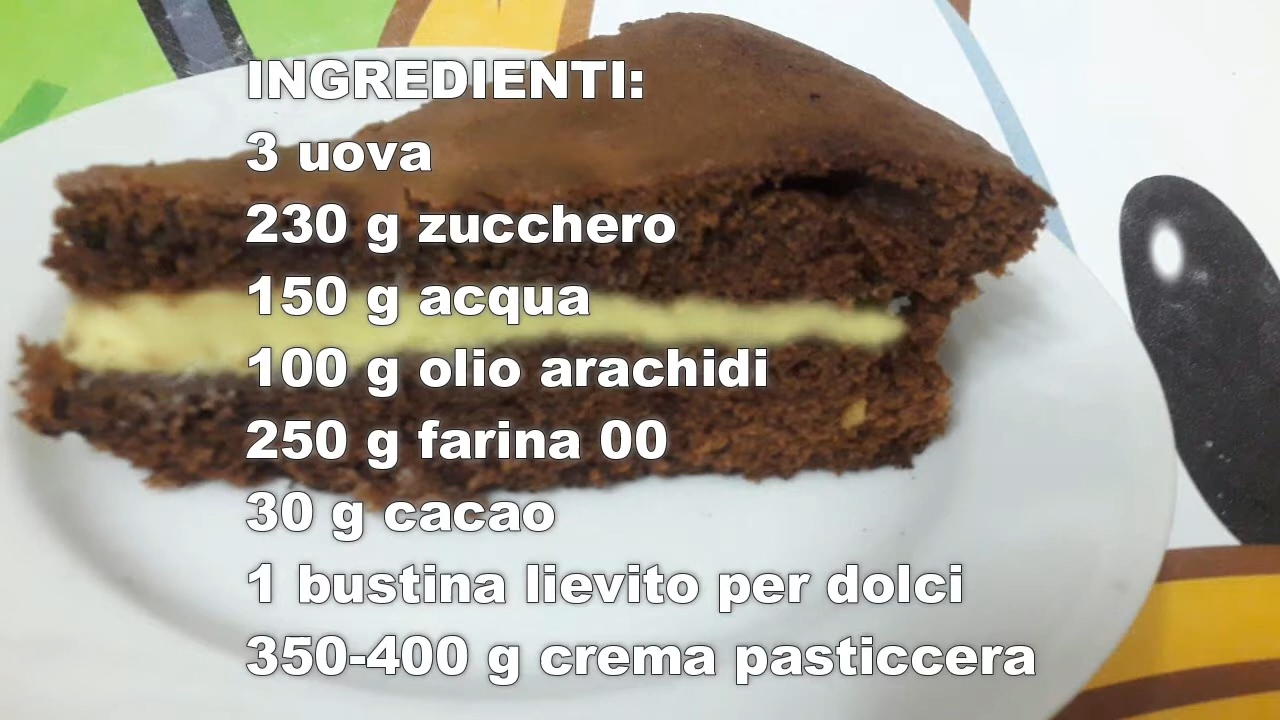 INGREDIENTI:
3 uova
230 g zucchero
150 g acqua
100 g olio arachidi
250 g farina 00
30 g cacao
1 bustina lievito per dolci
350-400 g crema pasticcera